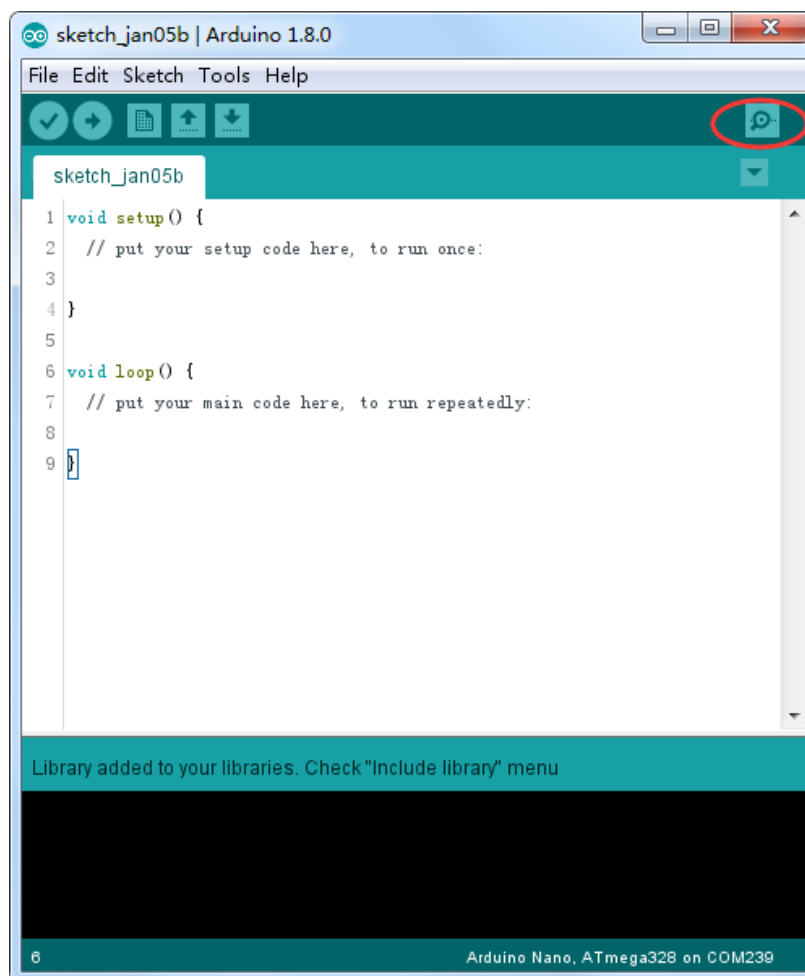 sketch_jan05b | Arduino 1.8.0
File Edit Sketch Tools Help
sketch_jan05b
1 void setup() {
2 // put your setup code here, to run once:
3
4 }
5
6 void loop() {
7 // put your main code here, to run repeatedly:
8
9 }
Library added to your libraries. Check "Include library" menu
6 Arduino Nano, ATmega328 on COM239